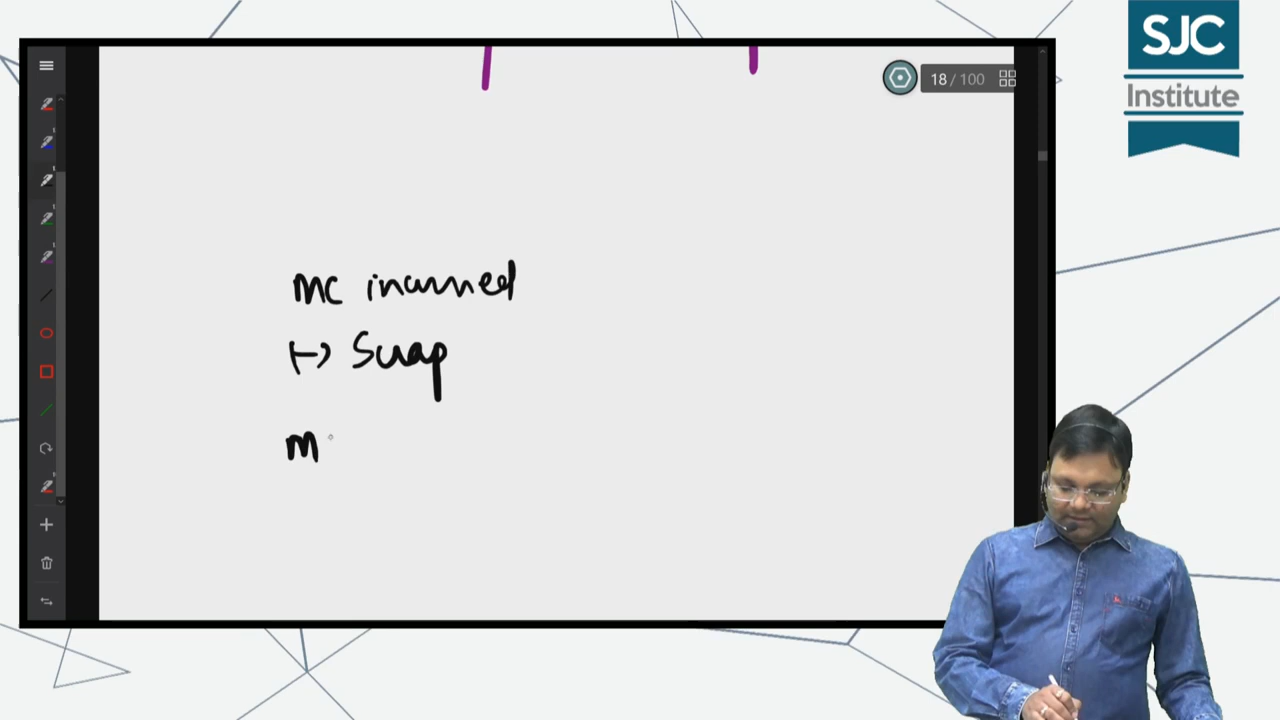 SJC
Institute
18 / 100
MC incurred
(-) Scrap
M